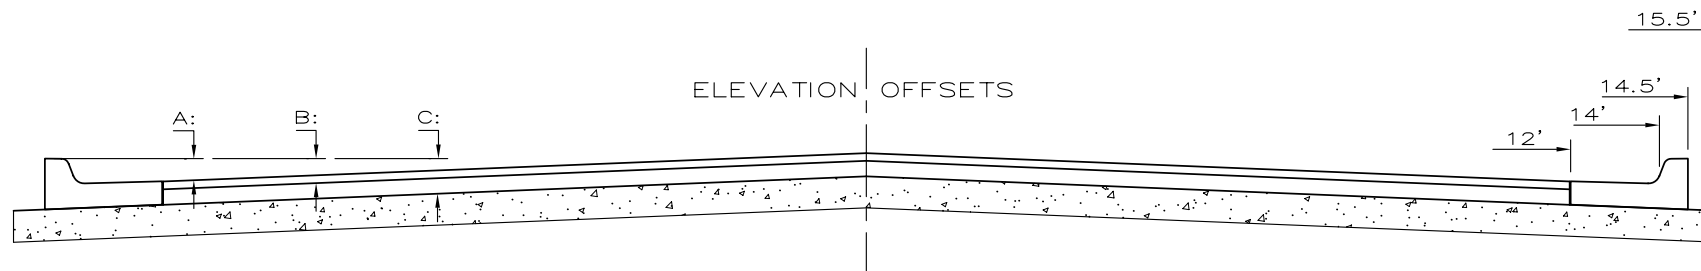 15.5'
ELEVATION OFFSETS
14.5'
A:
B:
C:
14'
12'